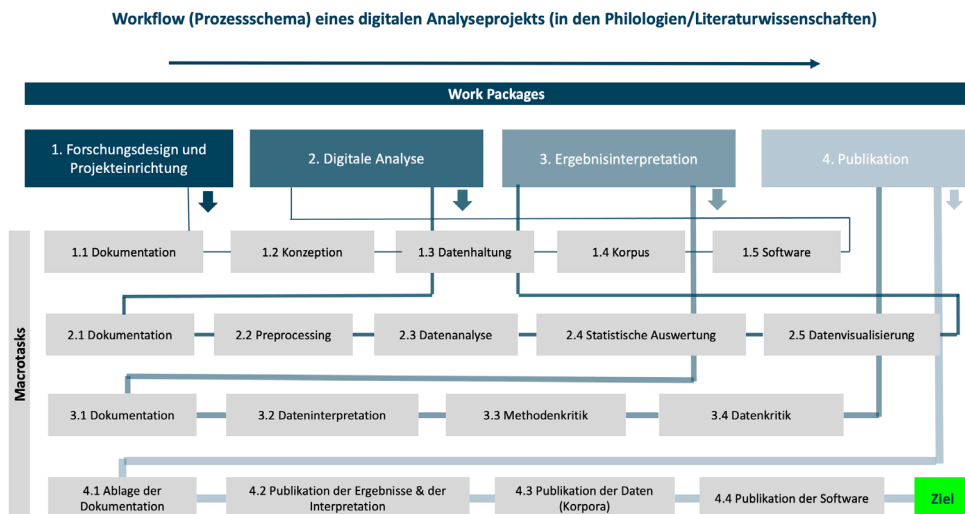 Workflow (Prozessschema) eines digitalen Analyseprojekts (in den Philologien/Literaturwissenschaften)
Work Packages
1. Forschungsdesign und
Projekteinrichtung
2. Digitale Analyse
3. Ergebnisinterpretation
4. Publikation
Macrotasks
1.1 Dokumentation
1.2 Konzeption
1.3 Datenhaltung
1.4 Korpus
1.5 Software
2.1 Dokumentation
2.2 Preprocessing
2.3 Datenanalyse
2.4 Statistische Auswertung
2.5 Datenvisualisierung
3.1 Dokumentation
3.2 Dateninterpretation
3.3 Methodenkritik
3.4 Datenkritik
4.1 Ablage der
Dokumentation
4.2 Publikation der Ergebnisse & der
Interpretation
4.3 Publikation der Daten
(Korpora)
4.4 Publikation der Software
Ziel